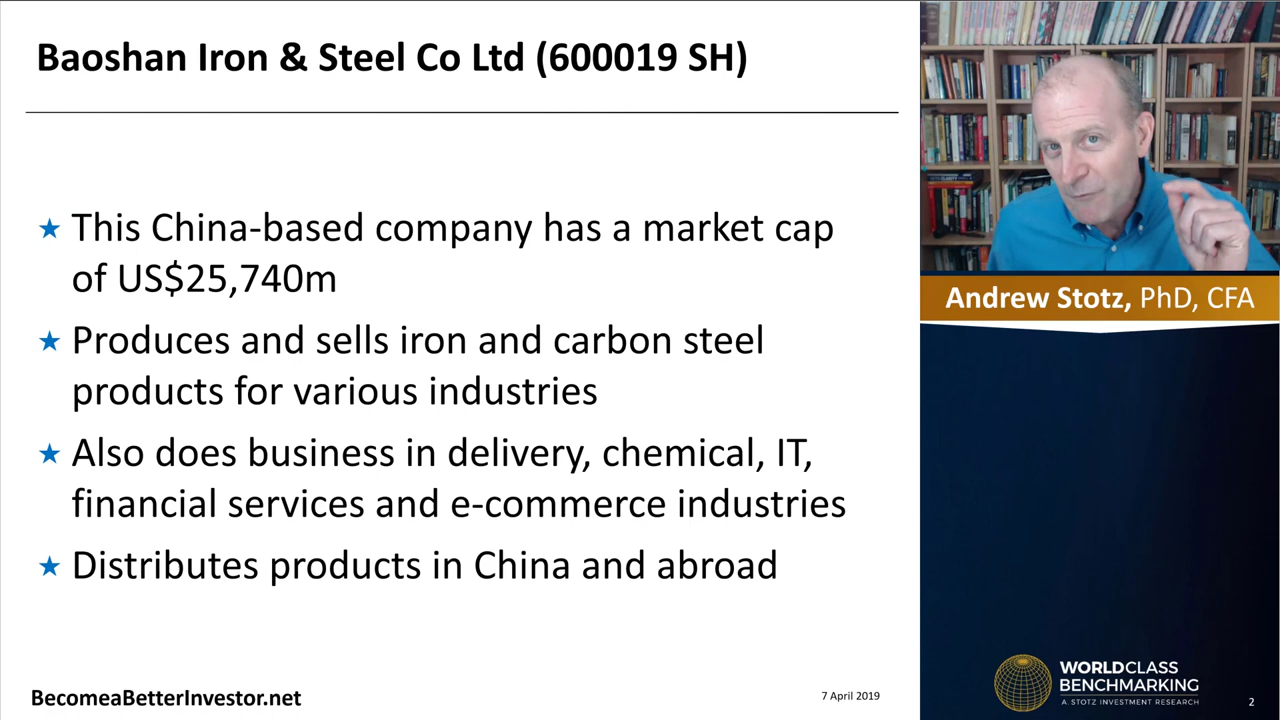 Baoshan Iron & Steel Co Ltd (600019 SH)
This China-based company has a market cap
of US$25,740m
Produces and sells iron and carbon steel
products for various industries
Also does business in delivery, chemical, IT,
financial services and e-commerce industries
Distributes products in China and abroad
BecomeaBetterInvestor.net
7 April 2019
Andrew Stotz, PhD, CFA
WORLDCLASS
BENCHMARKING
A STOTZ INVESTMENT RESEARCH
2